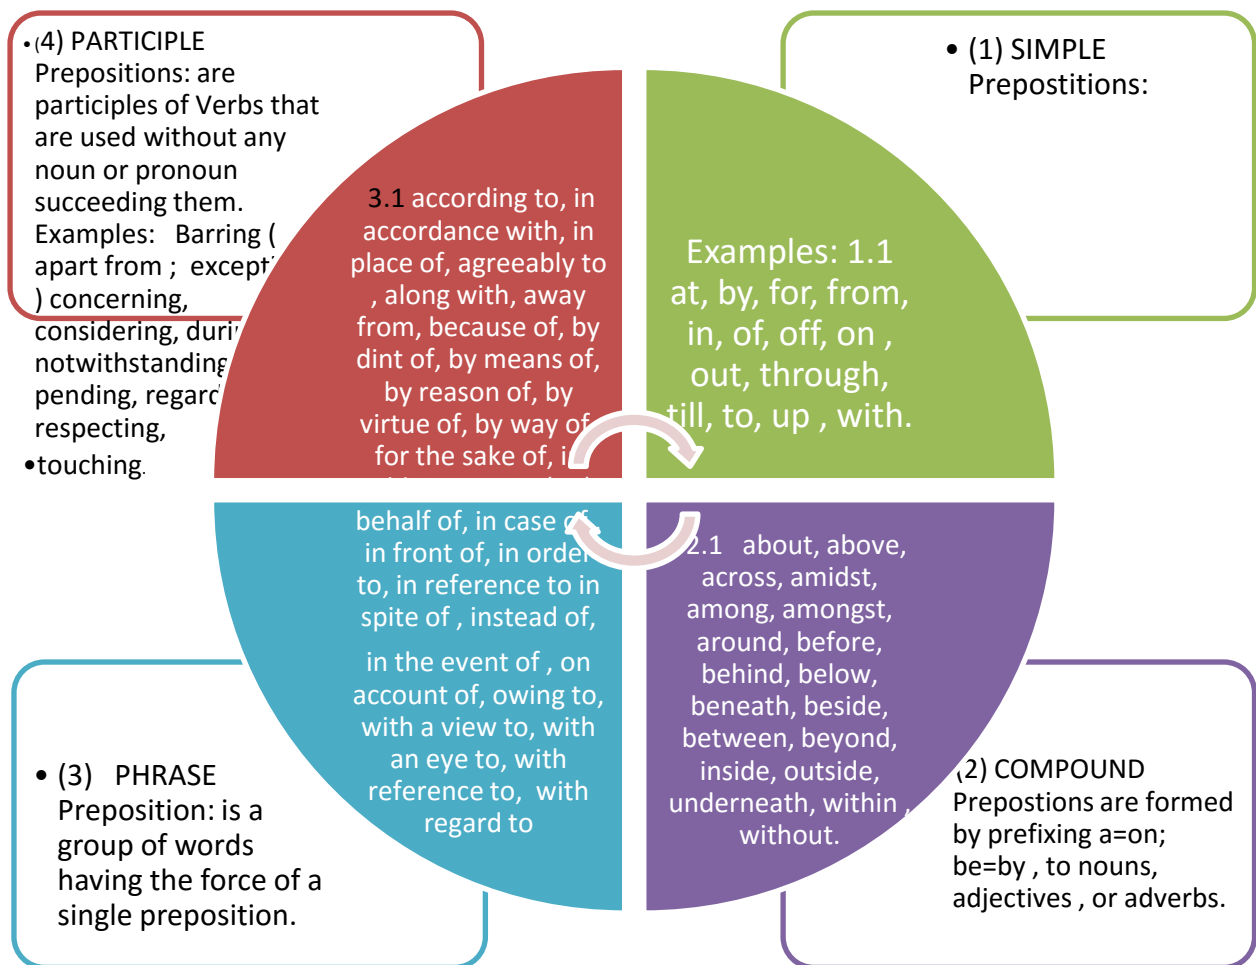 •(4) PARTICIPLE
Prepositions: are
participles of Verbs that
are used without any
noun or pronoun
succeeding them.
Examples: Barring (
apart from ; except
) concerning,
considering,
notwithstanding
pending,
respecting,
•touching.
• (1) SIMPLE
Prepostitions:
3.1 according to, in
accordance with, in
place of, agreeably to
, along with, away
from, because of, by
dint of, by means of,
by reason of, by
virtue of, by way of
for the sake of,
Examples: 1.1
at, by, for, from,
in, of, off, on ,
out, through,
till, to, up , with.
behalf of, in case of
in front of, in order
to, in reference to in
spite of , instead of,
in the event of , on
account of, owing to,
with a view to, with
an eye to, with
reference to, with
regard to
2.1 about, above,
across, amidst,
among, amongst,
around, before,
behind, below,
beneath, beside,
between, beyond,
inside, outside,
underneath, within ,
without.
• (3) PHRASE
Preposition: is a
group of words
having the force of a
single preposition.
(2) COMPOUND
Prepostions are formed
by prefixing a=on;
be=by , to nouns,
adjectives , or adverbs.